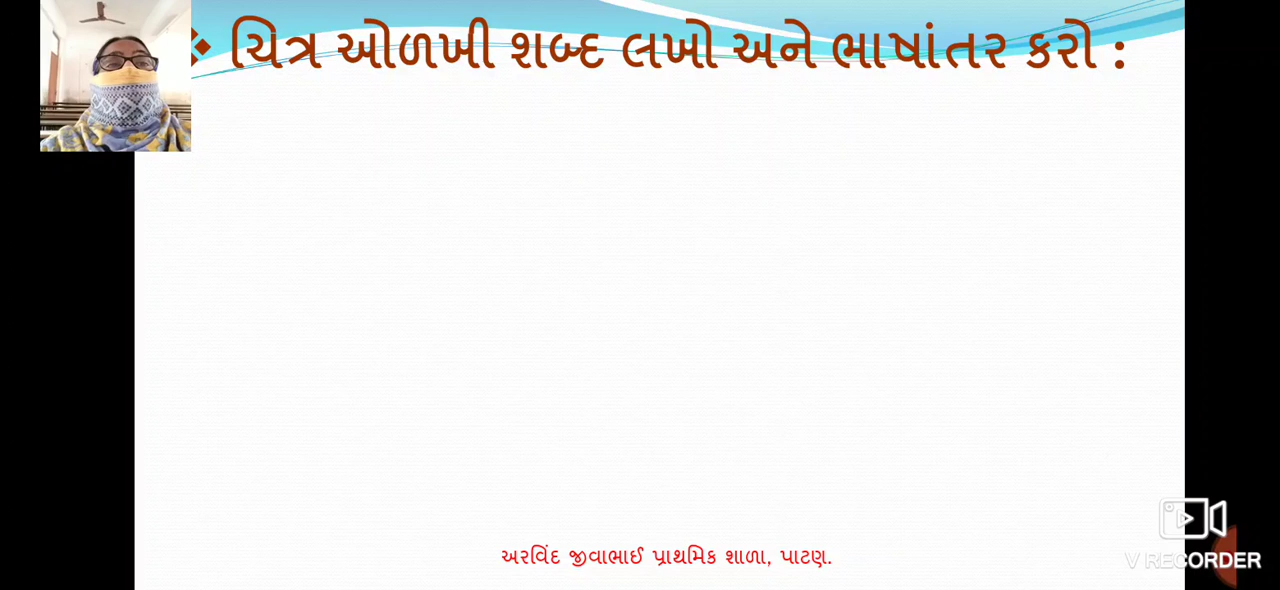 ❖ ચિત્ર ઓળખી શબ્દ લખો અને ભાષાંતર કરો :
અરવિંદ જીવાભાઈ પ્રાથમિક શાળા, પાટણ.
V RECORDER